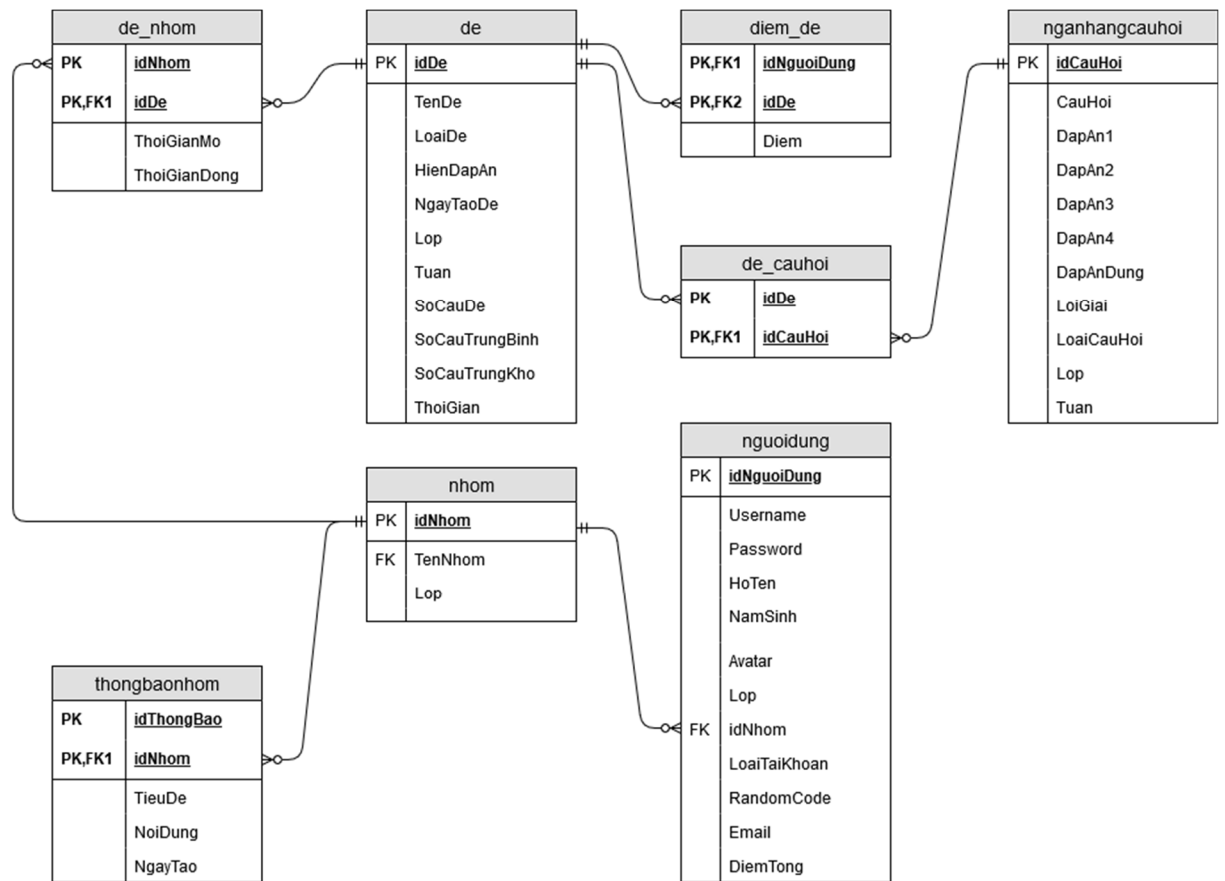 de_nhom
PK idNhom
PK,FK1 idDe
ThoiGianMo
ThoiGianDong
de
PK idDe
TenDe
LoaiDe
HienDapAn
NgayTaoDe
Lop
Tuan
SoCauDe
SoCauTrungBinh
SoCauTrungKho
ThoiGian
diem_de
PK,FK1 idNguoiDung
PK,FK2 idDe
Diem
nganhangcauhoi
PK idCauHoi
CauHoi
DapAn1
DapAn2
DapAn3
DapAn4
DapAnDung
LoiGiai
LoaiCauHoi
Lop
Tuan
de_cauhoi
PK idDe
PK,FK1 idCauHoi
nhom
PK idNhom
FK TenNhom
Lop
nguoidung
PK idNguoiDung
Username
Password
HoTen
NamSinh
Avatar
Lop
FK idNhom
LoaiTaiKhoan
RandomCode
Email
DiemTong
thongbaonhom
PK idThongBao
PK,FK1 idNhom
TieuDe
NoiDung
NgayTao